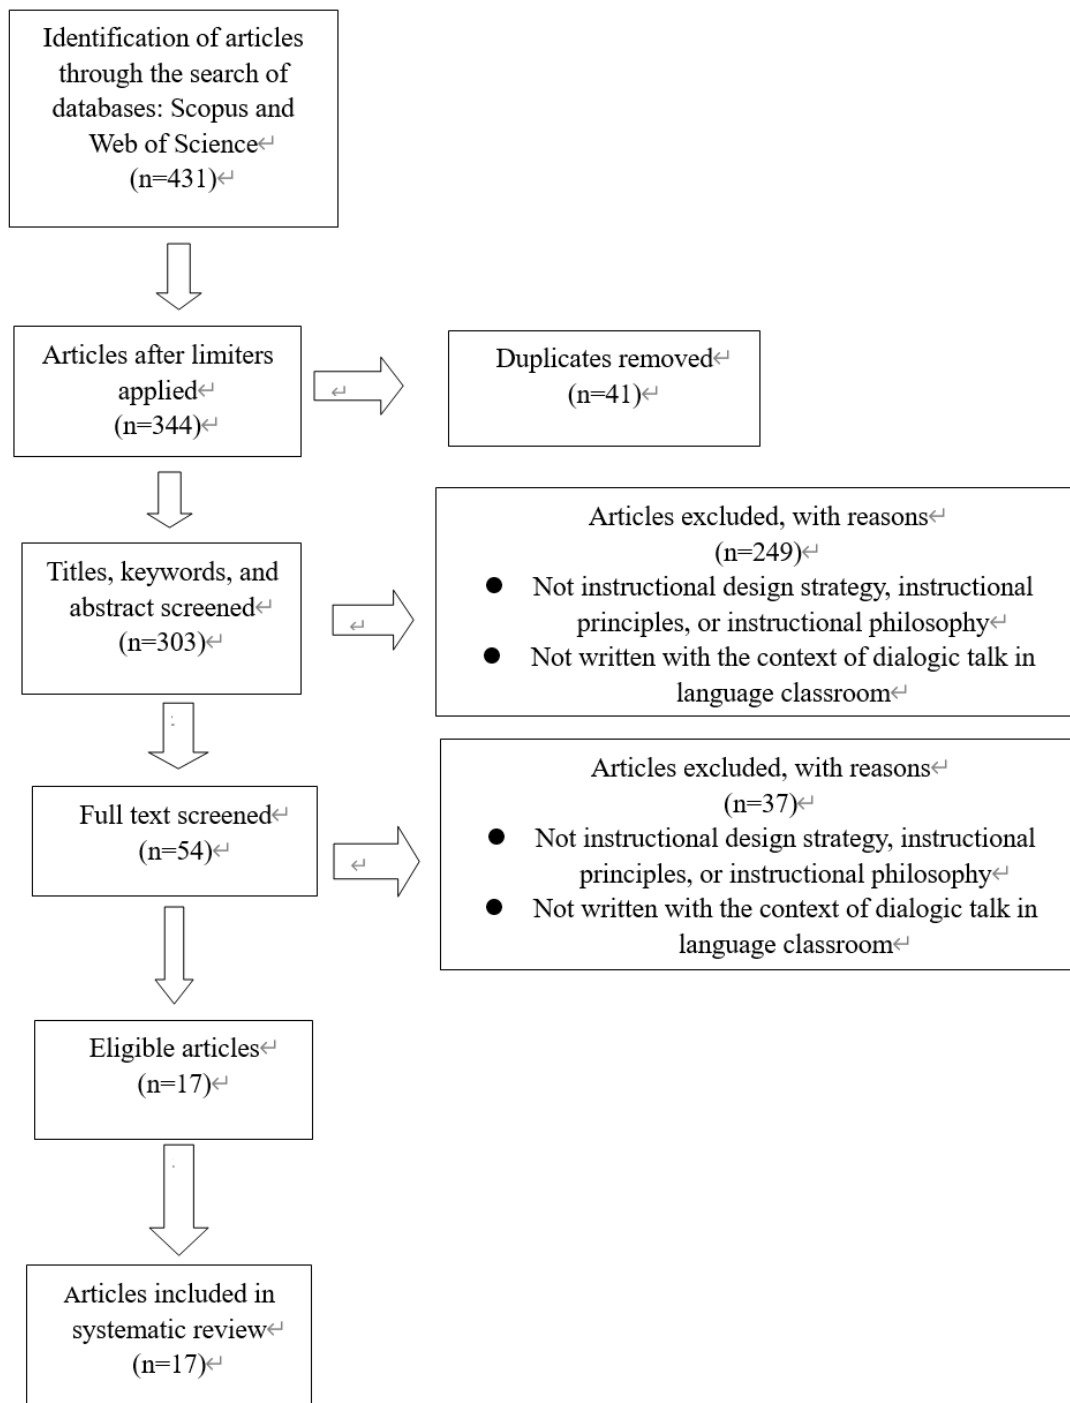 Identification of articles
through the search of
databases: Scopus and
Web of Science↵
(n=431)↵
Articles after limiters
applied↵
(n=344)↵
↵
Duplicates removed↵
(n=41)↵
Titles, keywords, and
abstract screened↵
(n=303)↵
↵
Articles excluded, with reasons↵
(n=249)↵
● Not instructional design strategy, instructional
principles, or instructional philosophy↵
● Not written with the context of dialogic talk in
language classroom↵
Full text screened↵
(n=54)↵
↵
Articles excluded, with reasons↵
(n=37)↵
● Not instructional design strategy, instructional
principles, or instructional philosophy↵
● Not written with the context of dialogic talk in
language classroom↵
Eligible articles↵
(n=17)↵
Articles included in
systematic review↵
(n=17)↵